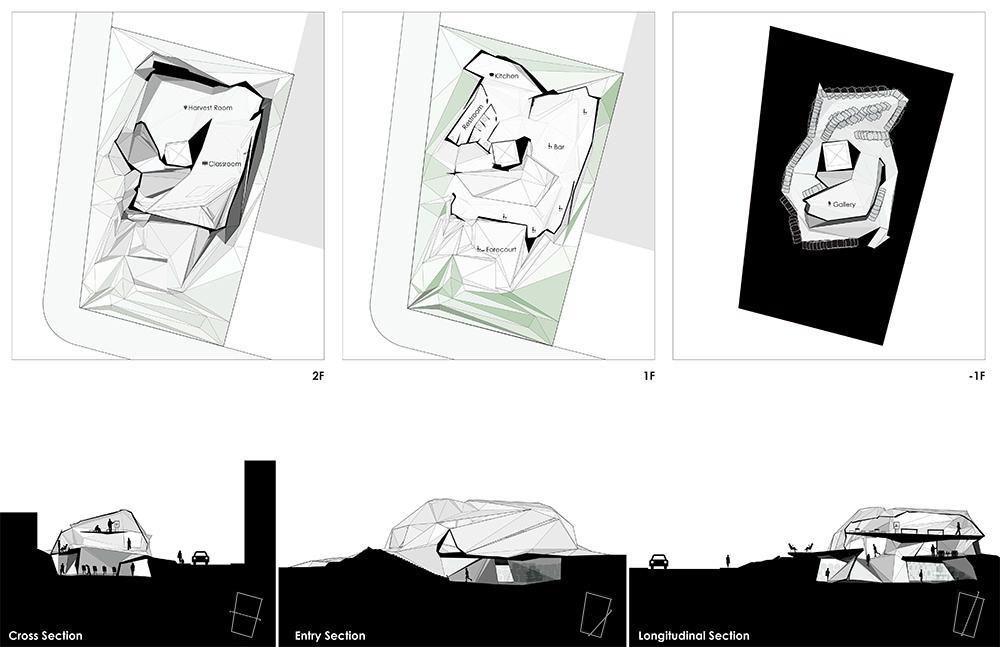 Harvest Room
Classroom
Kitchen
Restroom
Bar
Forecourt
Gallery
2F
1F
-1F
Cross Section
Entry Section
Longitudinal Section